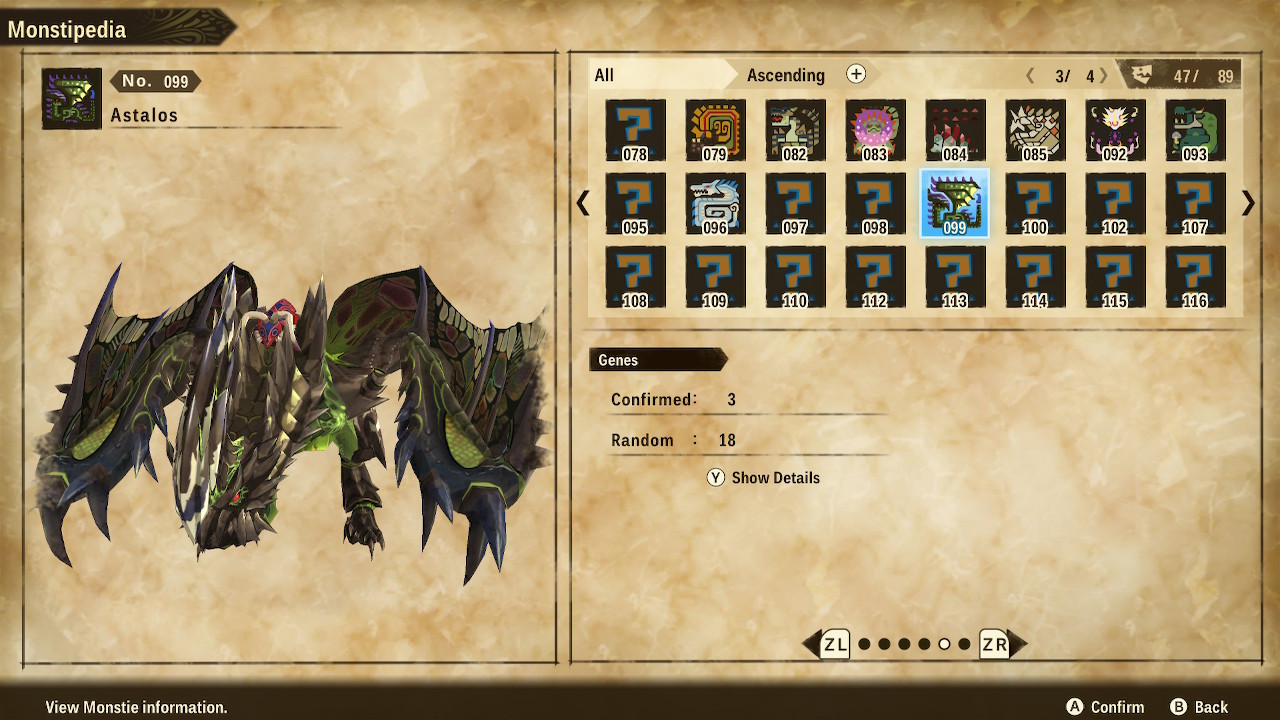 Monstipedia
No. 099
Astalos
All
Ascending
3/ 4
47/ 89
078 079 082 083 084 085 092 093
095 096 097 098 099 100 102 107
108 109 110 112 113 114 115 116
Genes
Confirmed: 3
Random : 18
Y Show Details
ZL ZR
View Monstie information.
A Confirm B Back